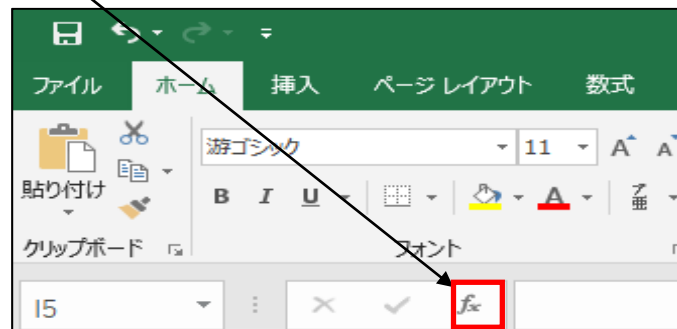 ファイル ホーム 挿入 ページ レイアウト 数式
游ゴシック 11 A A
貼り付け B I U A ア亜
クリップボード フォント
I5 fx